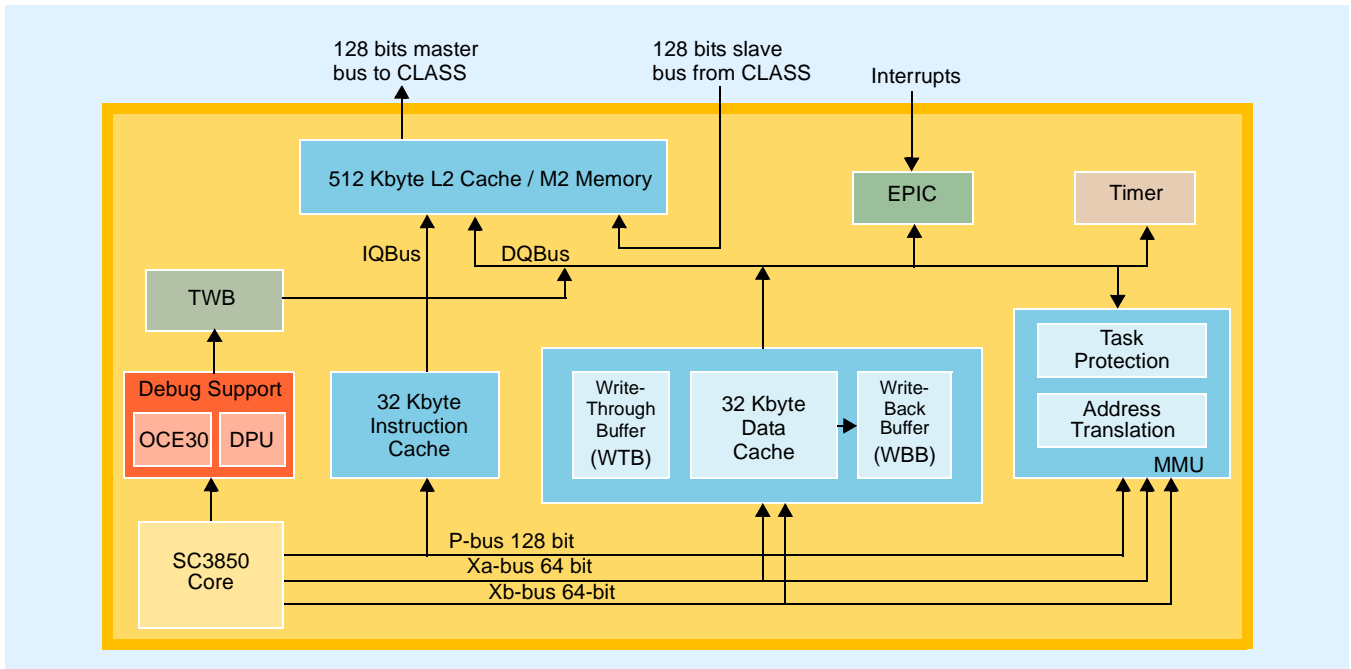 128 bits master
bus to CLASS
128 bits slave
bus from CLASS
Interrupts
512 Kbyte L2 Cache / M2 Memory
EPIC
Timer
IQBus
DQBus
TWB
Task
Protection
Address
Translation
MMU
Debug Support
OCE30
DPU
32 Kbyte
Instruction
Cache
Write-
Through
Buffer
(WTB)
32 Kbyte
Data
Cache
Write-
Back
Buffer
(WBB)
SC3850
Core
P-bus 128 bit
Xa-bus 64 bit
Xb-bus 64-bit